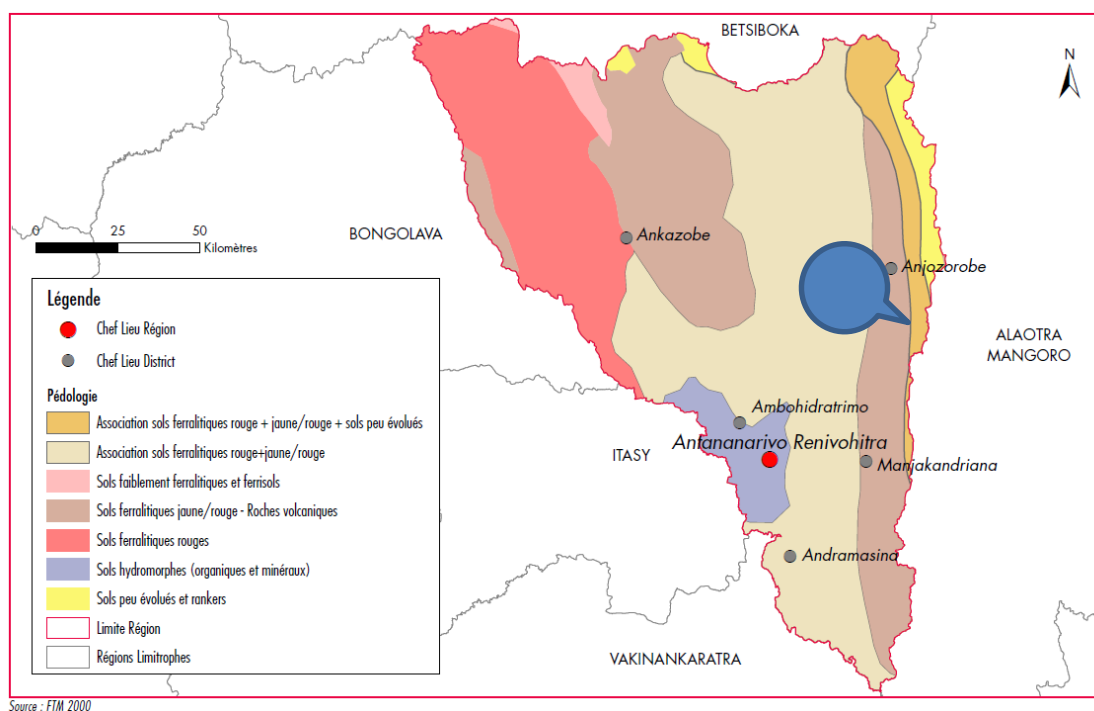 BETSIBOKA
N
0 25 50
Kilomètres
BONGOLAVA
Ankazobe
Anjozorobe
ALAOTRA
MANGORO
Légende
Chef Lieu Région
Chef Lieu District
Pédologie
Association sols ferralitiques rouge + jaune/rouge + sols peu évolués
Association sols ferralitiques rouge+jaune/rouge
Sols faiblement ferralitiques et ferrisols
Sols ferralitiques jaune/rouge - Roches volcaniques
Sols ferralitiques rouges
Sols hydromorphes (organiques et minéraux)
Sols peu évolués et rankers
Limite Région
Régions Limitrophes
Ambohidratrimo
Antananarivo Renivohitra
ITASY
Manjakandriana
Andramasina
VAKINANKARATRA
Source : FTM 2000